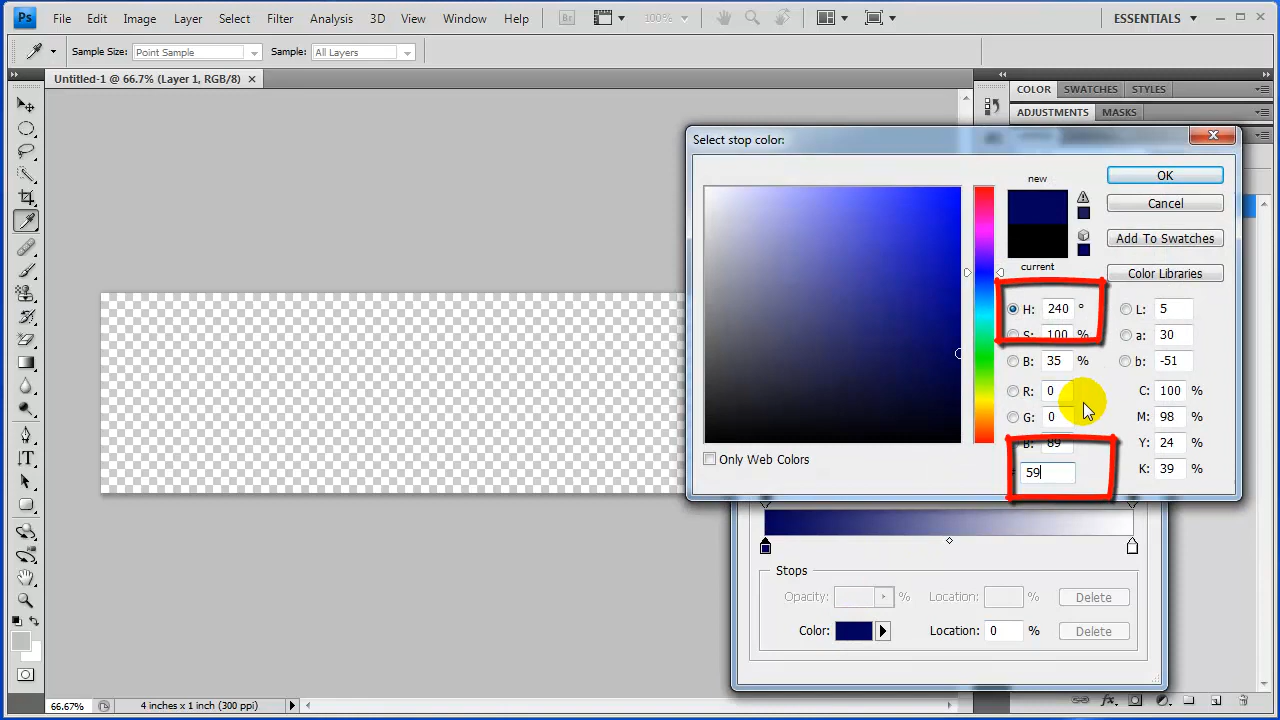 Ps File Edit Image Layer Select Filter Analysis 3D View Window Help Br 100% ESSENTIALS
Sample Size: Point Sample Sample: All Layers
Untitled-1 @ 66.7% (Layer 1, RGB/8)
COLOR SWATCHES STYLES
ADJUSTMENTS MASKS
Select stop color:
new
OK
Cancel
Add To Swatches
current
Color Libraries
H: 240 ° L: 5
S: 100 % a: 30
B: 35 % b: -51
R: 0 C: 100 %
G: 0 M: 98 %
B: 89 Y: 24 %
Only Web Colors
# 59 K: 39 %
Stops
Opacity: % Location: % Delete
Color: Location: 0 % Delete
66.67% 4 inches x 1 inch (300 ppi)
fx